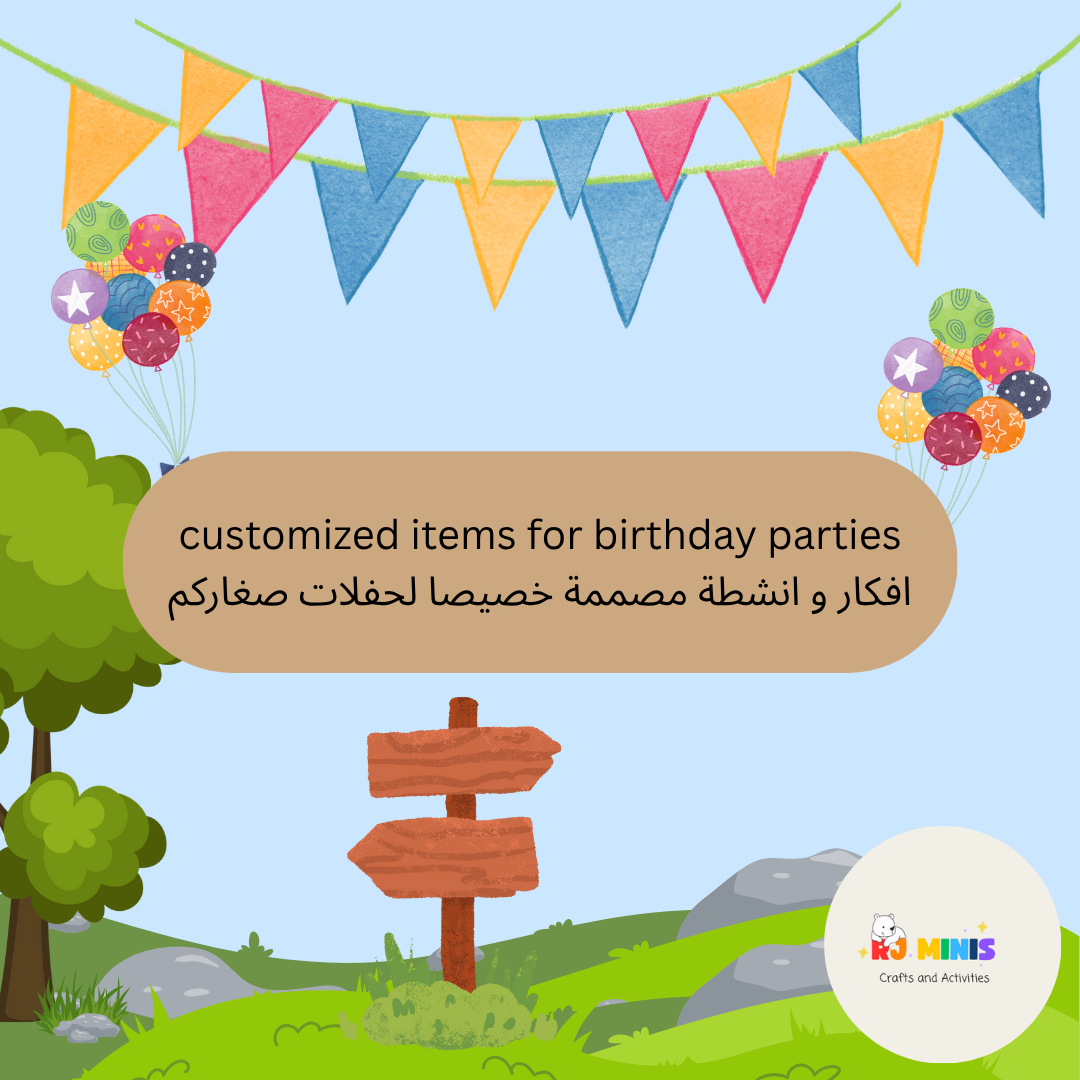 customized items for birthday parties
افكار و انشطة مصممة خصيصا لحفلات صغاركم
RJ MINIS
Crafts and Activities